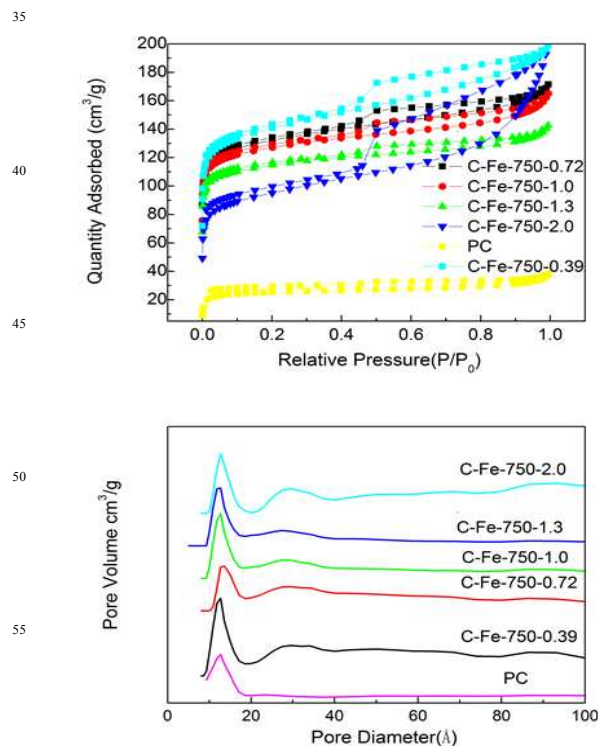 35
200
180
160
140
120
100
80
60
40
20
Quantity Adsorbed (cm³/g)
40
C-Fe-750-0.72
C-Fe-750-1.0
C-Fe-750-1.3
C-Fe-750-2.0
PC
C-Fe-750-0.39
45
0.0 0.2 0.4 0.6 0.8 1.0
Relative Pressure(P/P₀)
50
C-Fe-750-2.0
C-Fe-750-1.3
C-Fe-750-1.0
C-Fe-750-0.72
C-Fe-750-0.39
PC
Pore Volume cm³/g
55
0 20 40 60 80 100
Pore Diameter(Å)